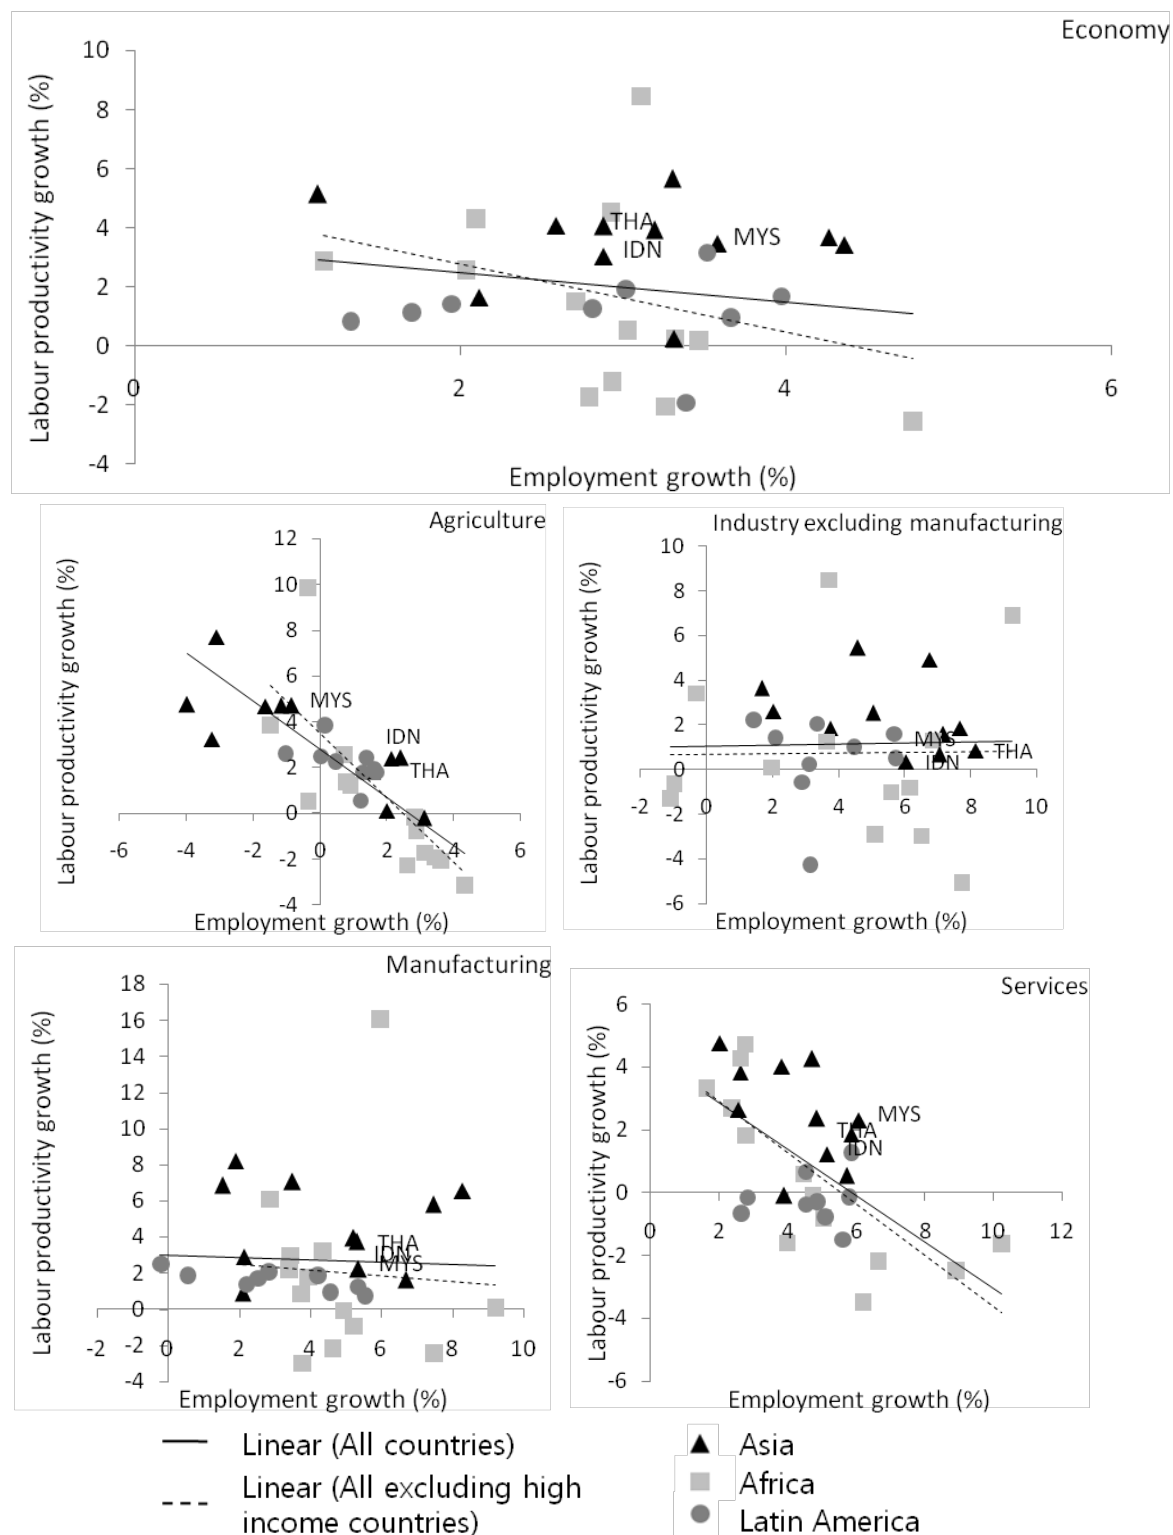 Economy
Labour productivity growth (%)
10
8
6
4
2
0
-2
-4
0
2
4
6
THA
IDN
MYS
Employment growth (%)
Agriculture
Labour productivity growth (%)
12
10
8
6
4
2
0
-2
-4
-6
-4
-2
0
2
4
6
MYS
IDN
THA
Employment growth (%)
Industry excluding manufacturing
Labour productivity growth (%)
10
8
6
4
2
0
-2
-4
-6
-2
0
2
4
6
8
10
MYS
IDN
THA
Employment growth (%)
Manufacturing
Labour productivity growth (%)
18
16
14
12
10
8
6
4
2
0
-2
-4
-2
0
2
4
6
8
10
THA
IDN
MYS
Employment growth (%)
Services
Labour productivity growth (%)
6
4
2
0
-2
-4
-6
0
2
4
6
8
10
12
MYS
THA
IDN
Employment growth (%)
Linear (All countries)
Linear (All excluding high
income countries)
Asia
Africa
Latin America